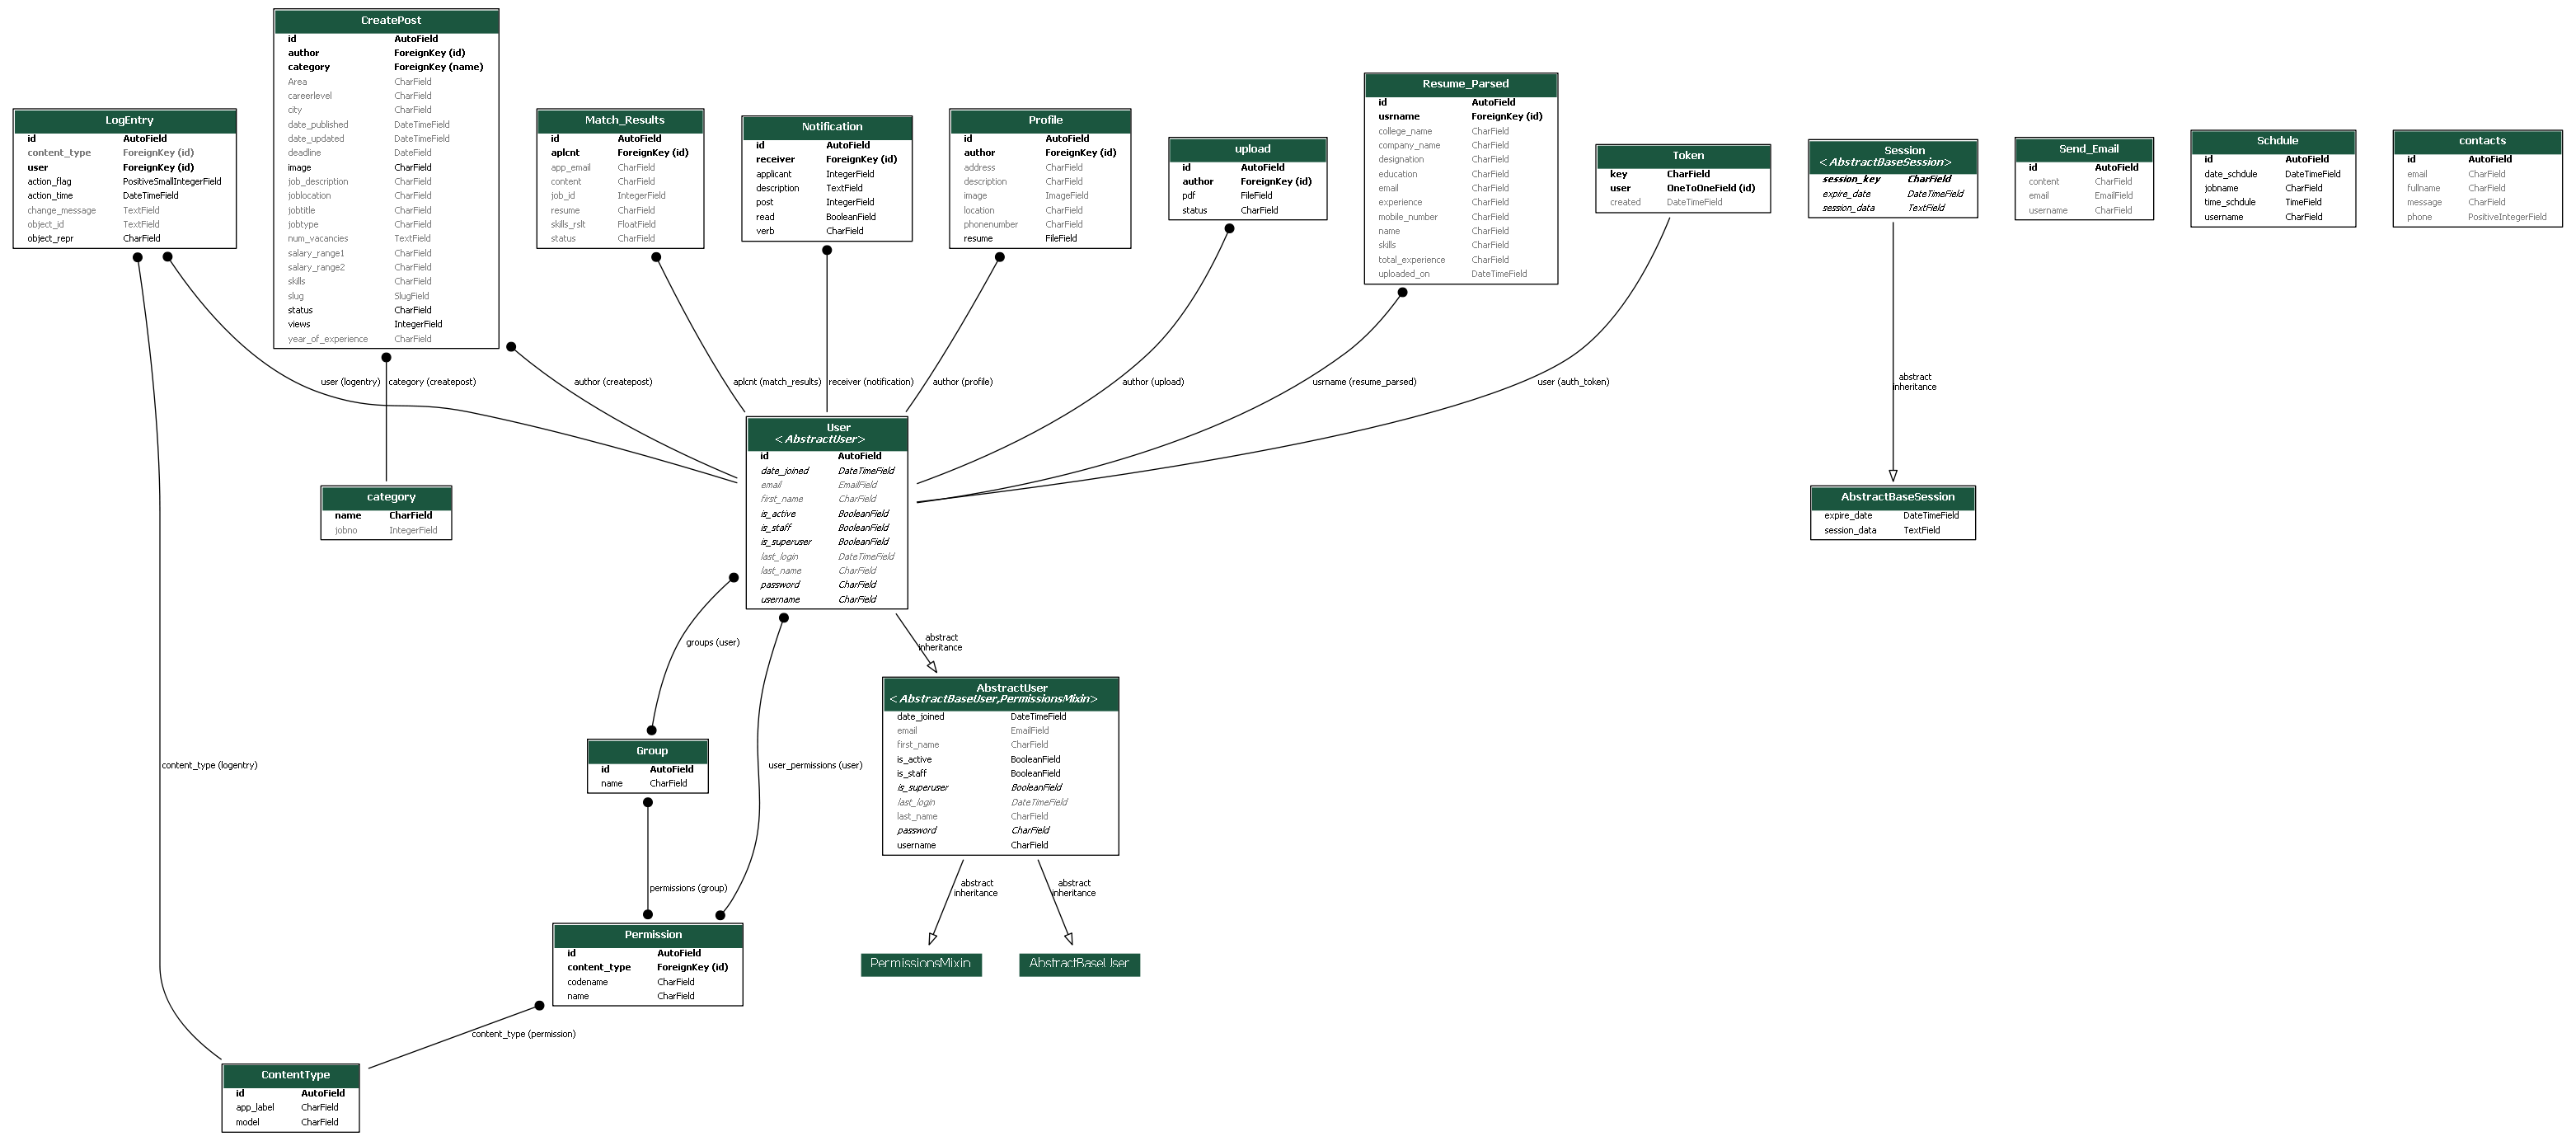 CreatePost
id AutoField
author ForeignKey (id)
category ForeignKey (name)
Area CharField
careerlevel CharField
city CharField
date_published DateTimeField
date_updated DateTimeField
deadline DateField
image CharField
job_description CharField
joblocation CharField
jobtitle CharField
jobtype CharField
num_vacancies TextField
salary_range1 CharField
salary_range2 CharField
skills CharField
slug SlugField
status CharField
views IntegerField
year_of_experience CharField
LogEntry
id AutoField
content_type ForeignKey (id)
user ForeignKey (id)
action_flag PositiveSmallIntegerField
action_time DateTimeField
change_message TextField
object_id TextField
object_repr CharField
Match_Results
id AutoField
aplcnt ForeignKey (id)
app_email CharField
content CharField
job_id IntegerField
resume CharField
skills_rslt FloatField
status CharField
Notification
id AutoField
receiver ForeignKey (id)
applicant IntegerField
description TextField
post IntegerField
read BooleanField
verb CharField
Profile
id AutoField
author ForeignKey (id)
address CharField
description CharField
image ImageField
location CharField
phonenumber CharField
resume FileField
upload
id AutoField
author ForeignKey (id)
pdf FileField
status CharField
Resume_Parsed
id AutoField
usrname ForeignKey (id)
college_name CharField
company_name CharField
designation CharField
education CharField
email CharField
experience CharField
mobile_number CharField
name CharField
skills CharField
total_experience CharField
uploaded_on DateTimeField
Token
key CharField
user OneToOneField (id)
created DateTimeField
Session
<AbstractBaseSession>
session_key CharField
expire_date DateTimeField
session_data TextField
Send_Email
id AutoField
content CharField
email EmailField
username CharField
Schdule
id AutoField
date_schdule DateTimeField
jobname CharField
time_schdule TimeField
username CharField
contacts
id AutoField
email CharField
fullname CharField
message CharField
phone PositiveIntegerField
user (logentry)
category (createpost)
author (createpost)
aplcnt (match_results)
receiver (notification)
author (profile)
author (upload)
usrname (resume_parsed)
user (auth_token)
abstract
inheritance
category
name CharField
jobno IntegerField
User
<AbstractUser>
id AutoField
date_joined DateTimeField
email EmailField
first_name CharField
is_active BooleanField
is_staff BooleanField
is_superuser BooleanField
last_login DateTimeField
last_name CharField
password CharField
username CharField
AbstractBaseSession
expire_date DateTimeField
session_data TextField
groups (user)
abstract
inheritance
AbstractUser
<AbstractBaseUser,PermissionsMixin>
date_joined DateTimeField
email EmailField
first_name CharField
is_active BooleanField
is_staff BooleanField
is_superuser BooleanField
last_login DateTimeField
last_name CharField
password CharField
username CharField
Group
id AutoField
name CharField
content_type (logentry)
user_permissions (user)
permissions (group)
abstract
inheritance
abstract
inheritance
Permission
id AutoField
content_type ForeignKey (id)
codename CharField
name CharField
PermissionsMixin
AbstractBaseUser
content_type (permission)
ContentType
id AutoField
app_label CharField
model CharField